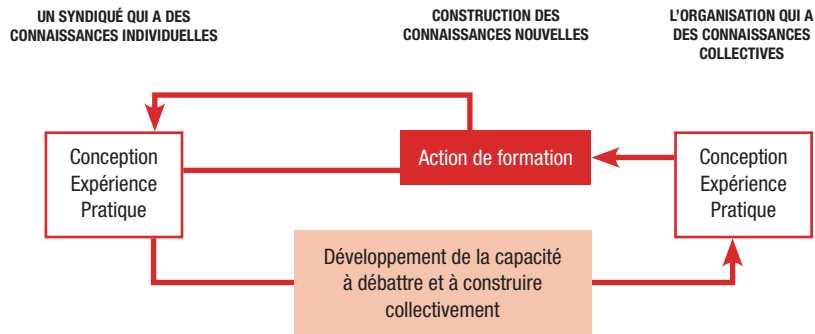 UN SYNDIQUÉ QUI A DES
CONNAISSANCES INDIVIDUELLES
CONSTRUCTION DES
CONNAISSANCES NOUVELLES
L'ORGANISATION QUI A
DES CONNAISSANCES
COLLECTIVES
Conception
Expérience
Pratique
Action de formation
Conception
Expérience
Pratique
Développement de la capacité
à débattre et à construire
collectivement